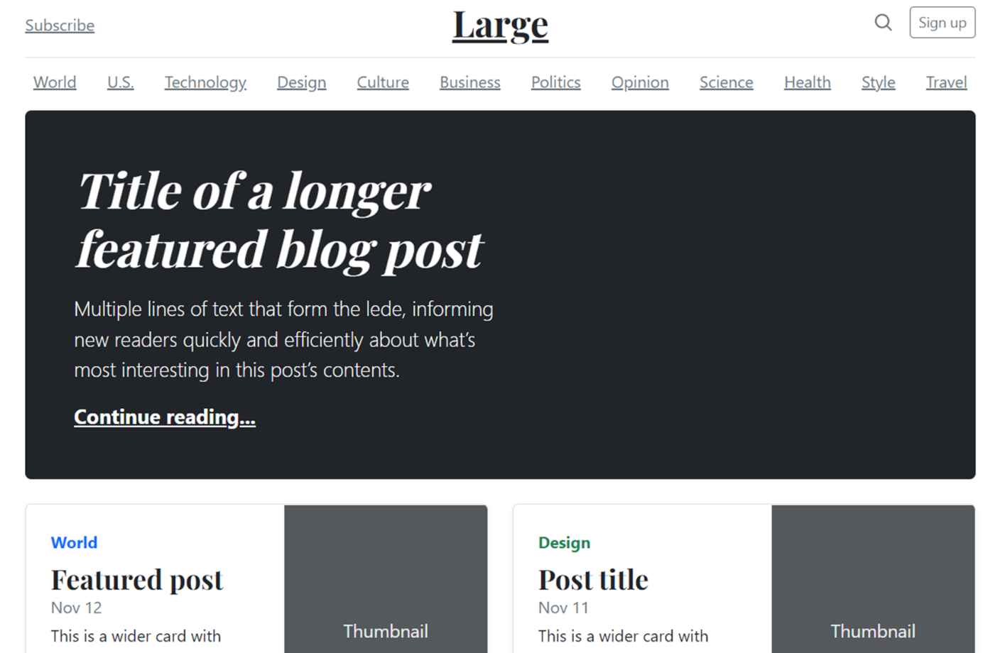 Subscribe
Large
Sign up
World U.S. Technology Design Culture Business Politics Opinion Science Health Style Travel
Title of a longer
featured blog post
Multiple lines of text that form the lede, informing
new readers quickly and efficiently about what’s
most interesting in this post’s contents.
Continue reading...
World
Featured post
Nov 12
This is a wider card with
Thumbnail
Design
Post title
Nov 11
This is a wider card with
Thumbnail